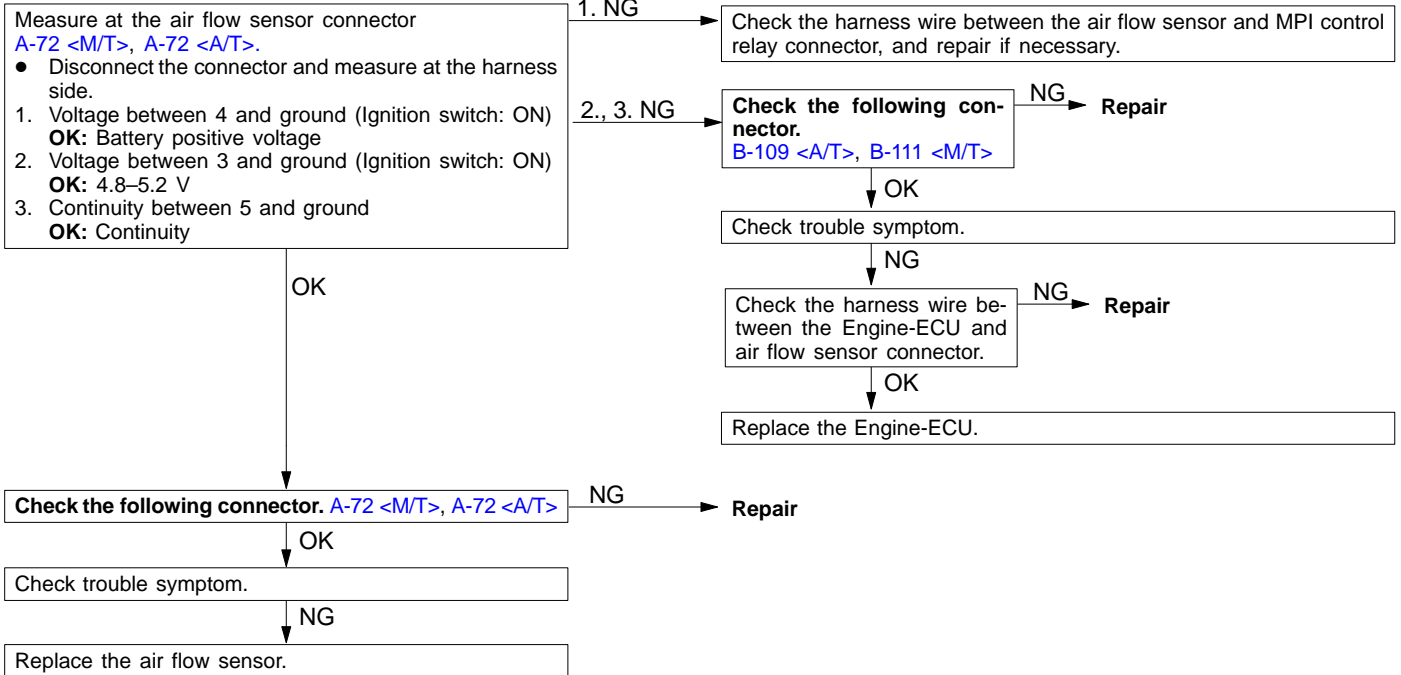 Measure at the air flow sensor connector
A-72 <M/T>, A-72 <A/T>.
● Disconnect the connector and measure at the harness
side.
1. Voltage between 4 and ground (Ignition switch: ON)
OK: Battery positive voltage
2. Voltage between 3 and ground (Ignition switch: ON)
OK: 4.8–5.2 V
3. Continuity between 5 and ground
OK: Continuity
1. NG
Check the harness wire between the air flow sensor and MPI control
relay connector, and repair if necessary.
2., 3. NG
Check the following con-
nector.
B-109 <A/T>, B-111 <M/T>
NG
Repair
OK
Check trouble symptom.
NG
Check the harness wire be-
tween the Engine-ECU and
air flow sensor connector.
NG
Repair
OK
Replace the Engine-ECU.
OK
Check the following connector. A-72 <M/T>, A-72 <A/T>
NG
Repair
OK
Check trouble symptom.
NG
Replace the air flow sensor.